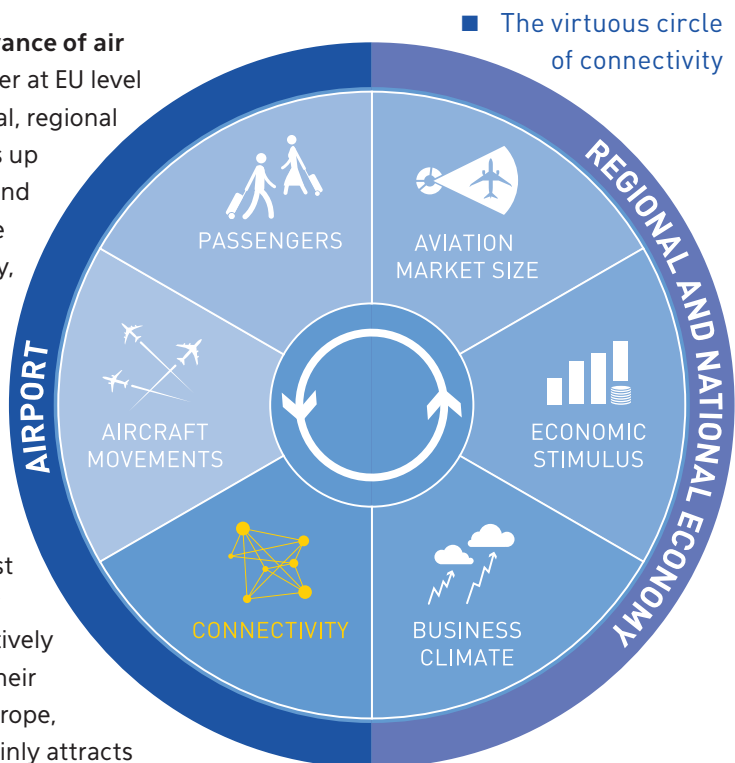 The virtuous circle
of connectivity
of air
er at EU level
al, regional
s up
nd
e
y,
st
tively
heir
rope,
inly attracts
AIRPORT
REGIONAL AND NATIONAL ECONOMY
PASSENGERS
AVIATION
MARKET SIZE
AIRCRAFT
MOVEMENTS
ECONOMIC
STIMULUS
CONNECTIVITY
BUSINESS
CLIMATE